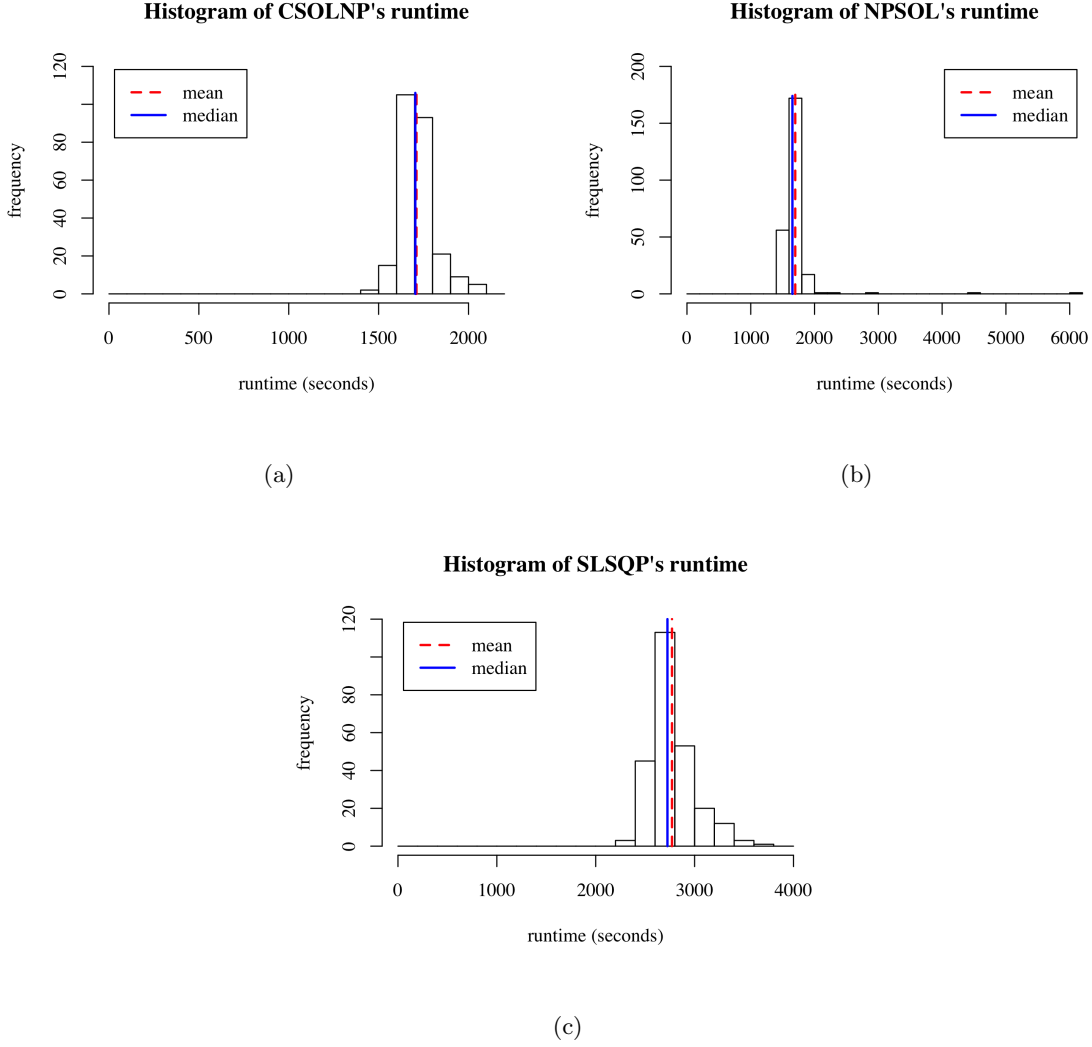 Histogram of CSOLNP's runtime
120
80
60
40
20
0
frequency
mean
median
0 500 1000 1500 2000
runtime (seconds)
(a)
Histogram of NPSOL's runtime
200
150
100
50
0
frequency
mean
median
0 1000 2000 3000 4000 5000 6000
runtime (seconds)
(b)
Histogram of SLSQP's runtime
120
80
60
40
20
0
frequency
mean
median
0 1000 2000 3000 4000
runtime (seconds)
(c)